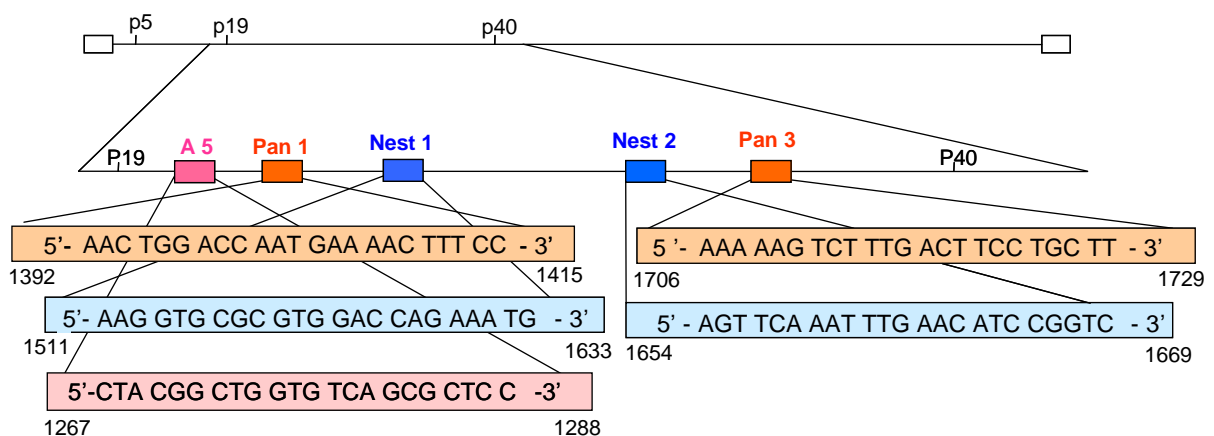 p5 p19 p40
P19 A 5 Pan 1 Nest 1 Nest 2 Pan 3 P40
5’- AAC TGG ACC AAT GAA AAC TTT CC - 3’
1392 1415
5 ’- AAA AAG TCT TTG ACT TCC TGC TT - 3’
1706 1729
5’- AAG GTG CGC GTG GAC CAG AAA TG - 3’
1511 1633
5’ - AGT TCA AAT TTG AAC ATC CGGTC - 3’
1654 1669
5’-CTA CGG CTG GTG TCA GCG CTC C -3’
1267 1288